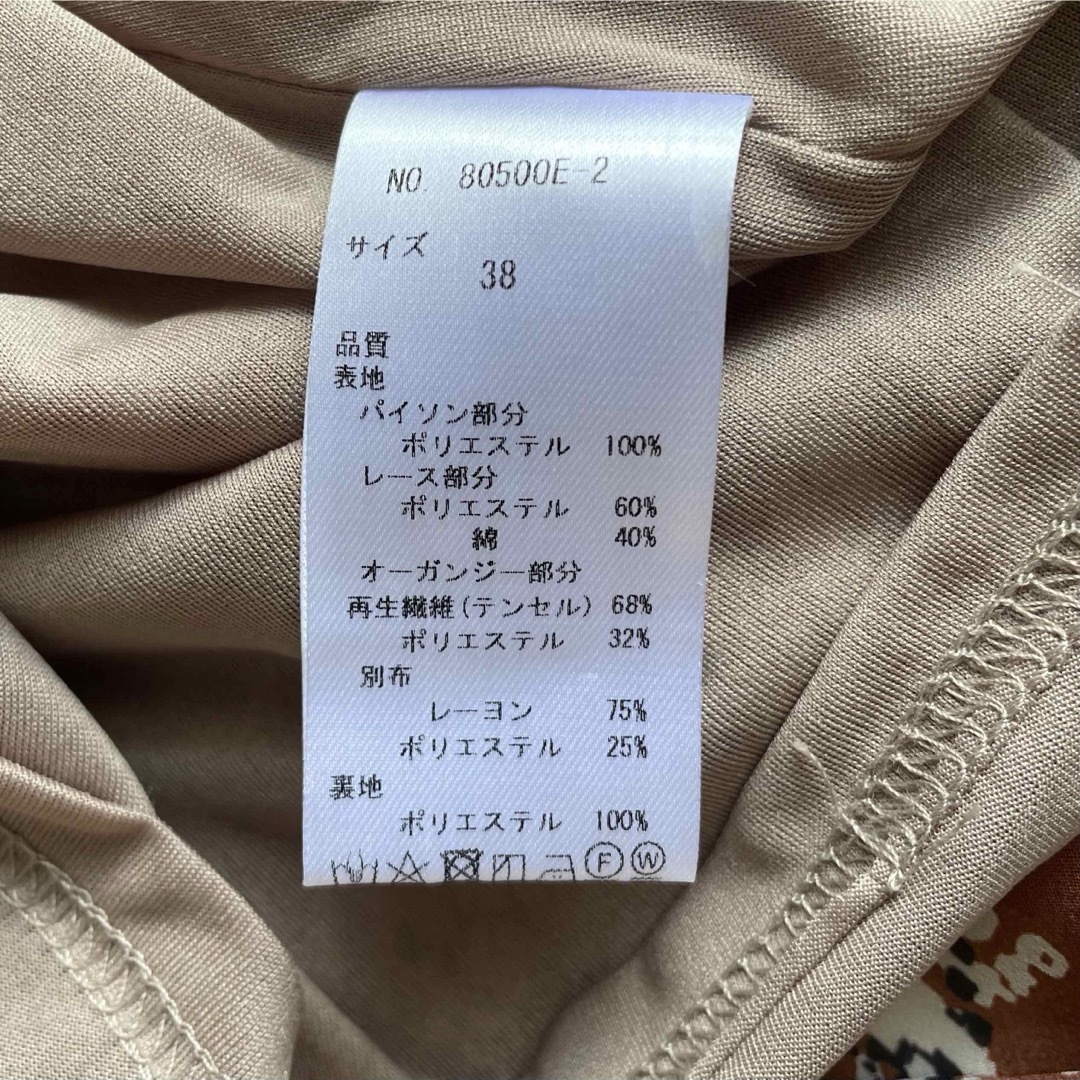 NO. 80500E-2
サイズ
38
品質
表地
パイソン部分
ポリエステル 100%
レース部分
ポリエステル 60%
綿 40%
オーガンジー部分
再生繊維(テンセル) 68%
ポリエステル 32%
別布
レーヨン 75%
ポリエステル 25%
裏地
ポリエステル 100%
F W